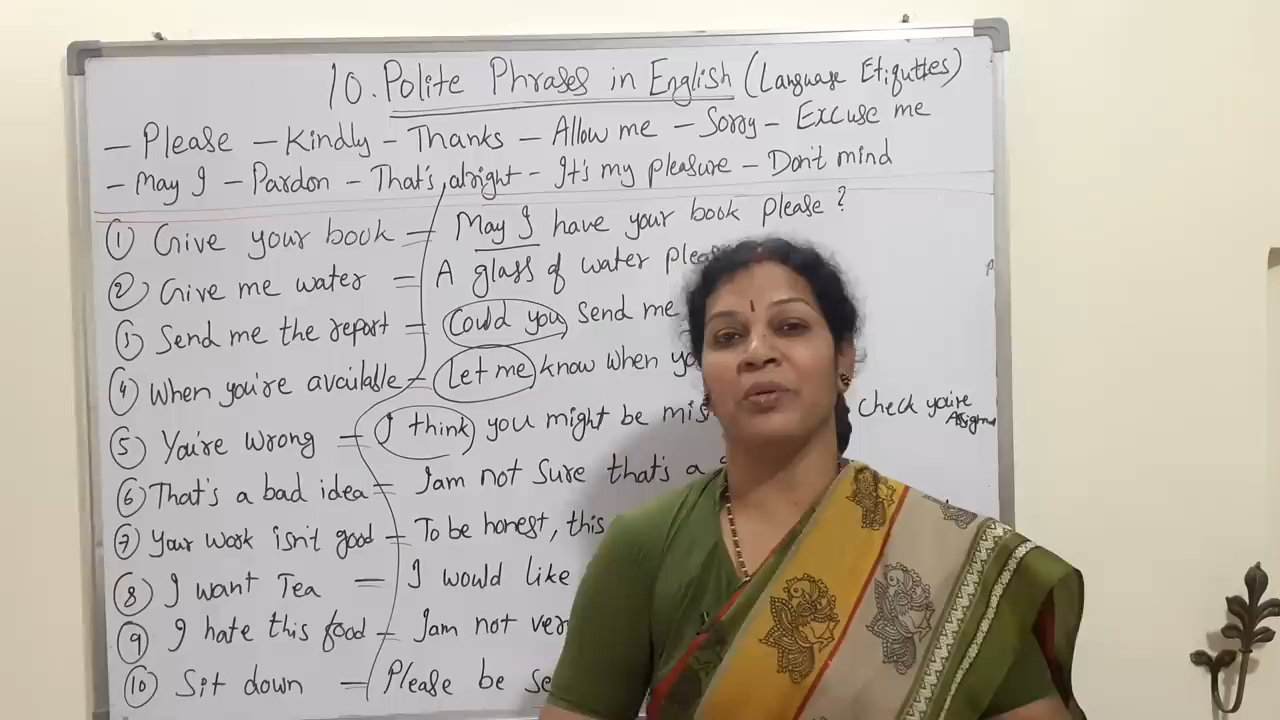 10. Polite Phrases in English (Language Etiquttes)
- Please - Kindly - Thanks - Allow me - Sorry - Excuse me
- May I - Pardon - That's alright - It's my pleasure - Don't mind
① Give your book - May I have your book please?
② Give me water = A glass of water pleas
③ Send me the report = Could you send me
④ When you're available - Let me know when yo
⑤ You're wrong = I think you might be mis check you're Assignm
⑥ That's a bad idea = I am not sure that's a
⑦ Your work isn't good - To be honest, this
⑧ I want Tea = I would like
⑨ I hate this food - I am not ver
⑩ Sit down = Please be se